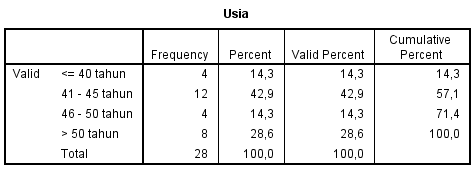 Usia
Frequency Percent Valid Percent Cumulative Percent
Valid <= 40 tahun 4 14,3 14,3 14,3
41 - 45 tahun 12 42,9 42,9 57,1
46 - 50 tahun 4 14,3 14,3 71,4
> 50 tahun 8 28,6 28,6 100,0
Total 28 100,0 100,0